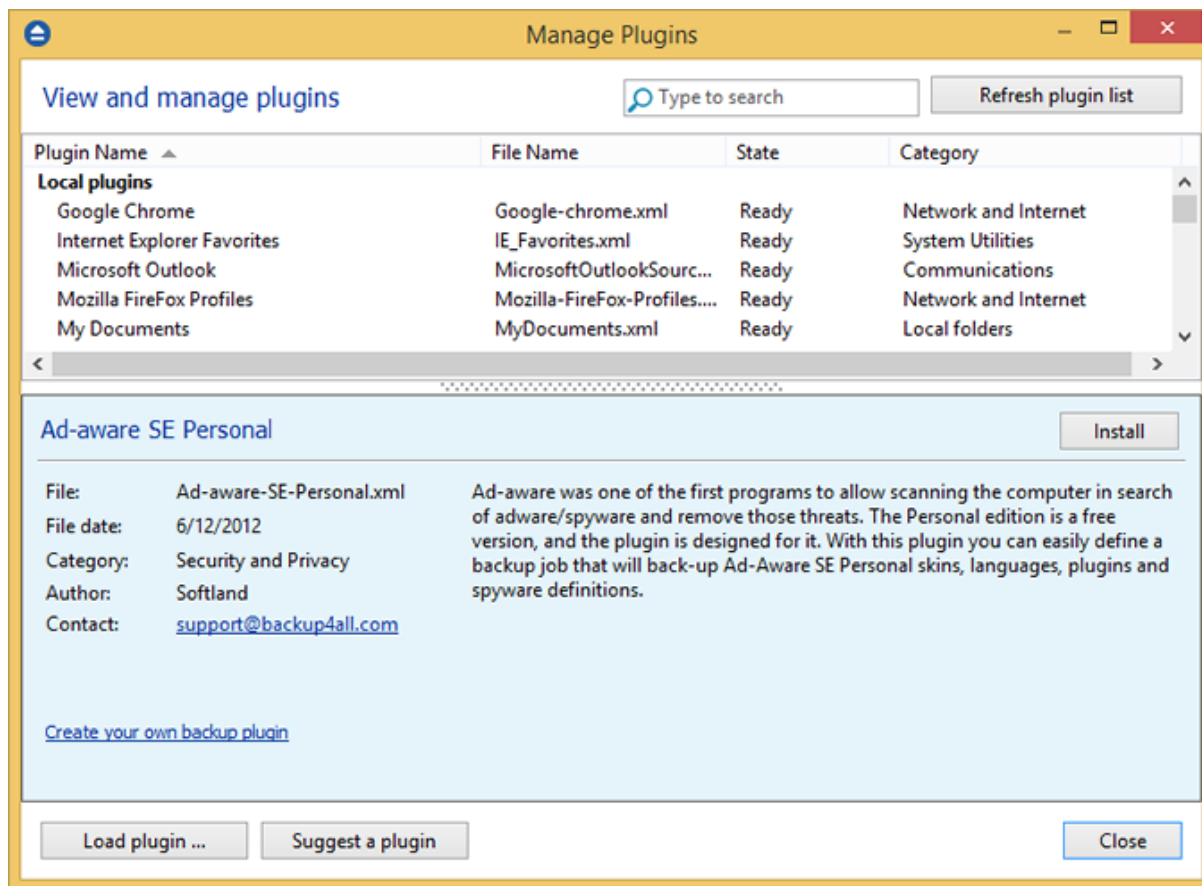 Manage Plugins
View and manage plugins
Type to search
Refresh plugin list
Plugin Name File Name State Category
Local plugins
Google Chrome Google-chrome.xml Ready Network and Internet
Internet Explorer Favorites IE_Favorites.xml Ready System Utilities
Microsoft Outlook MicrosoftOutlookSourc... Ready Communications
Mozilla FireFox Profiles Mozilla-FireFox-Profiles.... Ready Network and Internet
My Documents MyDocuments.xml Ready Local folders
Ad-aware SE Personal
Install
File: Ad-aware-SE-Personal.xml
File date: 6/12/2012
Category: Security and Privacy
Author: Softland
Contact: support@backup4all.com
Ad-aware was one of the first programs to allow scanning the computer in search
of adware/spyware and remove those threats. The Personal edition is a free
version, and the plugin is designed for it. With this plugin you can easily define a
backup job that will back-up Ad-Aware SE Personal skins, languages, plugins and
spyware definitions.
Create your own backup plugin
Load plugin ...
Suggest a plugin
Close